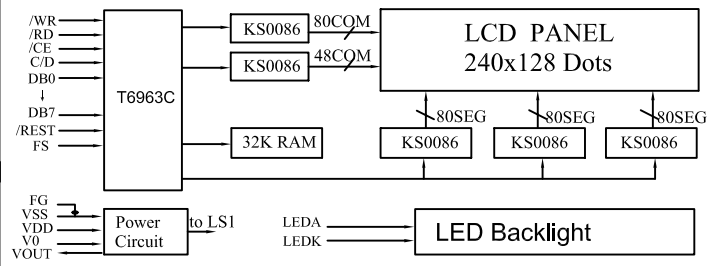 /WR
/RD
/CE
C/D
DB0
DB7
/REST
FS
T6963C
KS0086
80COM
KS0086
48COM
LCD PANEL
240x128 Dots
32K RAM
80SEG
80SEG
80SEG
KS0086
KS0086
KS0086
FG
VSS
VDD
V0
VOUT
Power
Circuit
to LS1
LEDA
LEDK
LED Backlight